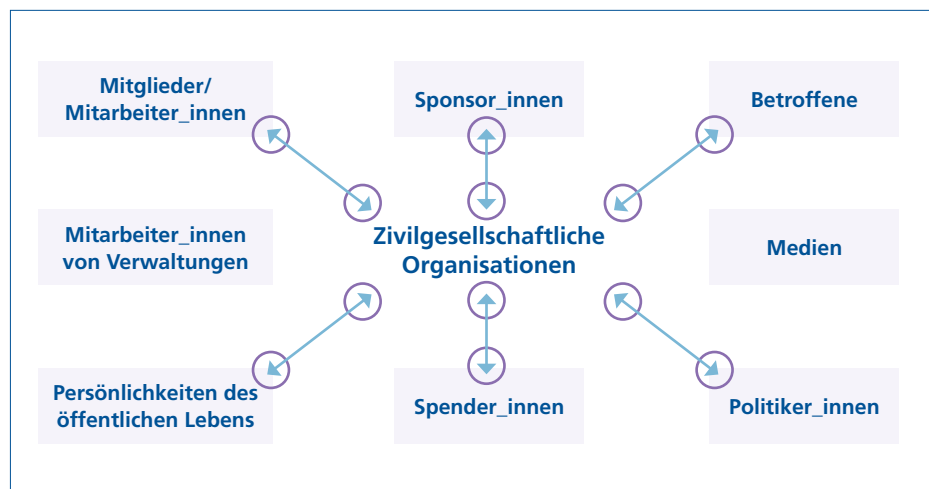 Mitglieder/
Mitarbeiter_innen
Sponsor_innen
Betroffene
Mitarbeiter_innen
von Verwaltungen
Zivilgesellschaftliche
Organisationen
Medien
Persönlichkeiten des
öffentlichen Lebens
Spender_innen
Politiker_innen